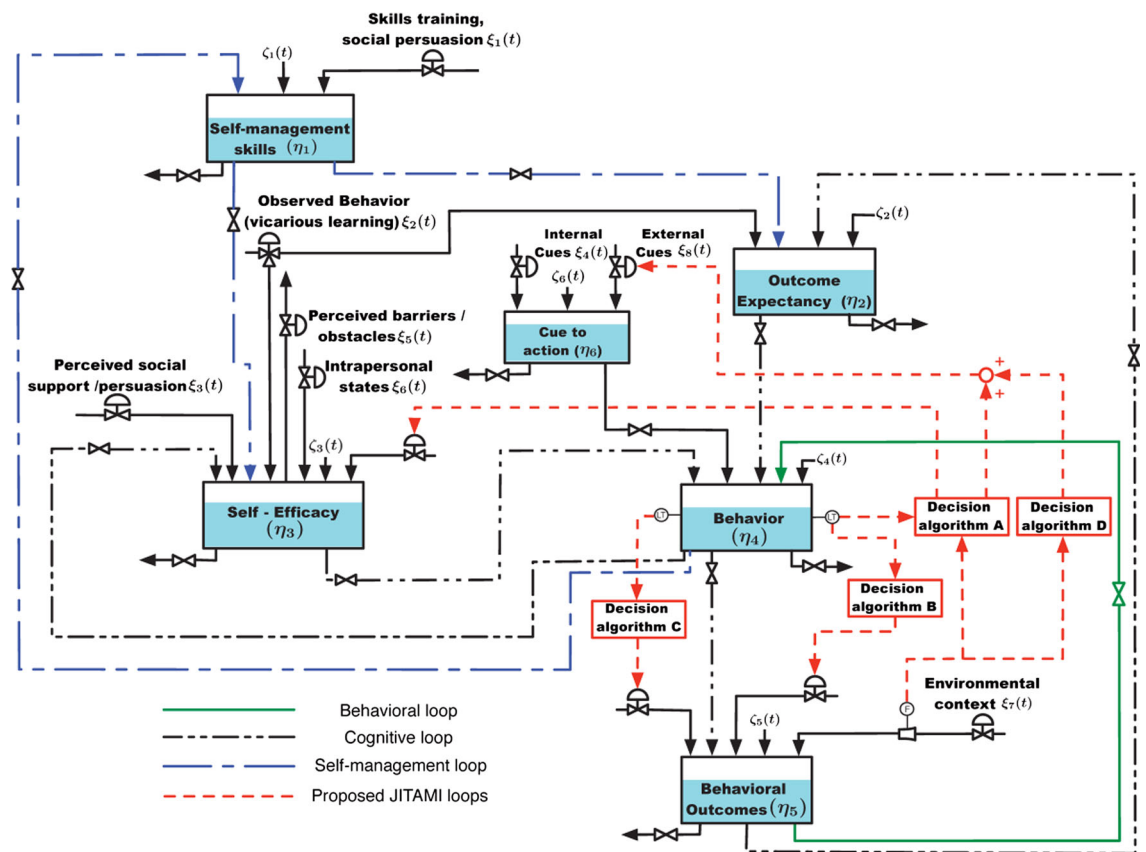 Skills training,
social persuasion ξ₁(t)
ζ₁(t)
Self-management
skills (η₁)
Observed Behavior
(vicarious learning) ξ₂(t)
ζ₂(t)
Internal
Cues ξ₄(t)
External
Cues ξ₈(t)
ζ₆(t)
Outcome
Expectancy (η₂)
Perceived barriers /
obstacles ξ₅(t)
Cue to
action (η₆)
Perceived social
support /persuasion ξ₃(t)
Intrapersonal
states ξ₆(t)
+
+
ζ₃(t)
ζ₄(t)
Self - Efficacy
(η₃)
LT
Behavior
(η₄)
LT
Decision
algorithm A
Decision
algorithm D
Decision
algorithm B
Decision
algorithm C
Environmental
context ξ₇(t)
F
ζ₅(t)
Behavioral
Outcomes (η₅)
Behavioral loop
Cognitive loop
Self-management loop
Proposed JITAMI loops